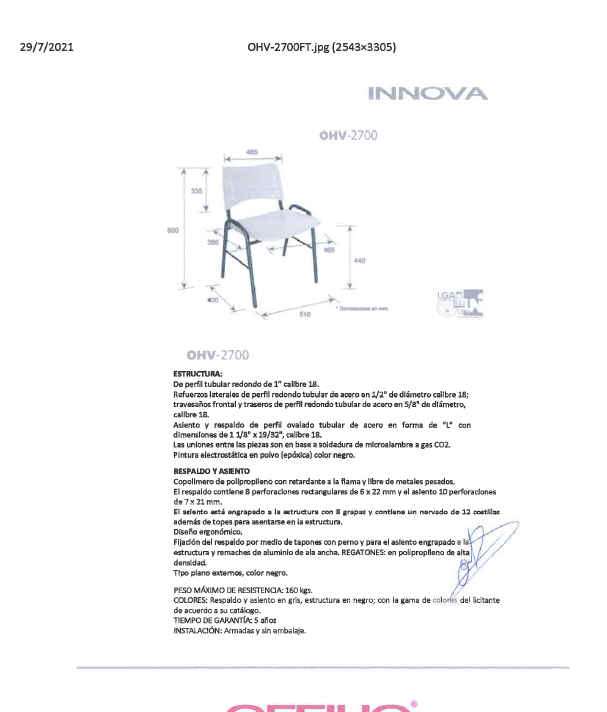 29/7/2021 OHV-2700FT.jpg (2543×3305)
INNOVA
OHV-2700
465
335
800
385
465
440
400
510
* Dimensiones en mm
LGAI
OHV-2700
ESTRUCTURA:
De perfil tubular redondo de 1" calibre 18.
Refuerzos laterales de perfil redondo tubular de acero en 1/2" de diámetro calibre 18;
travesaños frontal y traseros de perfil redondo tubular de acero en 5/8" de diámetro,
calibre 18.
Asiento y respaldo de perfil ovalado tubular de acero en forma de "L" con
dimensiones de 1 1/8" x 19/32", calibre 18.
Las uniones entre las piezas son en base a soldadura de microalambre a gas CO2.
Pintura electrostática en polvo (epóxica) color negro.
RESPALDO Y ASIENTO
Copolímero de polipropileno con retardante a la flama y libre de metales pesados.
El respaldo contiene 8 perforaciones rectangulares de 6 x 22 mm y el asiento 10 perforaciones
de 7 x 21 mm.
El asiento está engrapado a la estructura con 8 grapas y contiene un nervado de 12 costillas
además de topes para asentarse en la estructura.
Diseño ergonómico.
Fijación del respaldo por medio de tapones con perno y para el asiento engrapado a la
estructura y remaches de aluminio de ala ancha. REGATONES: en polipropileno de alta
densidad.
Tipo plano externos, color negro.
PESO MÁXIMO DE RESISTENCIA: 160 kgs.
COLORES: Respaldo y asiento en gris, estructura en negro; con la gama de colores del licitante
de acuerdo a su catálogo.
TIEMPO DE GARANTÍA: 5 años
INSTALACIÓN: Armadas y sin embalaje.